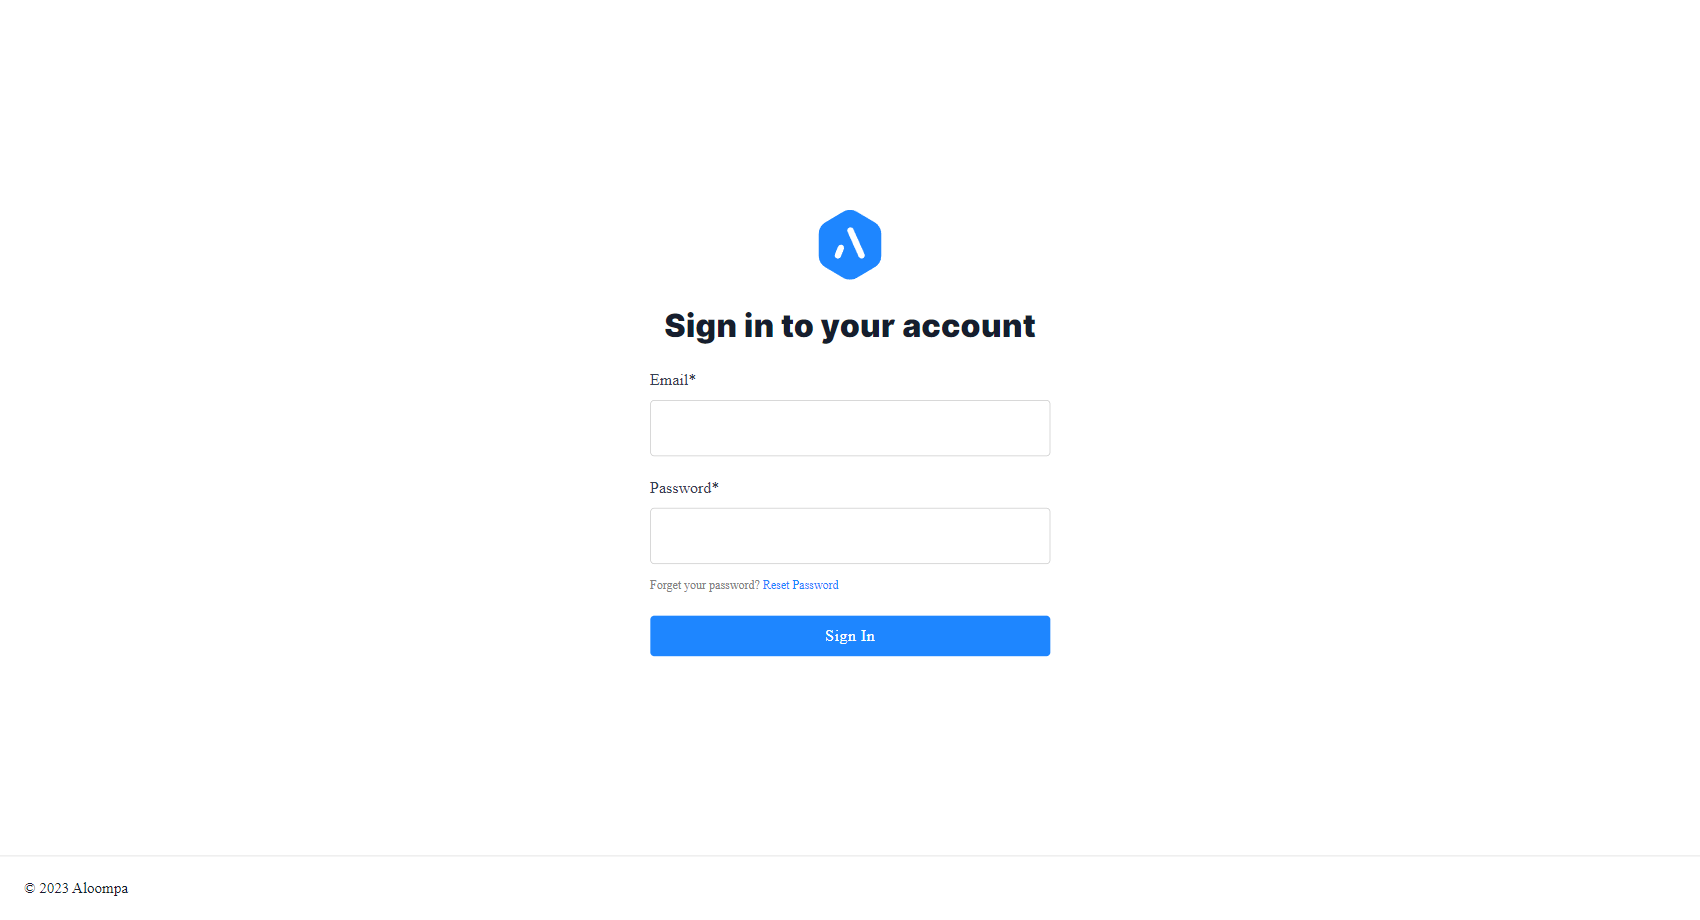 Sign in to your account
Email*
Password*
Forget your password? Reset Password
Sign In
© 2023 Aloompa